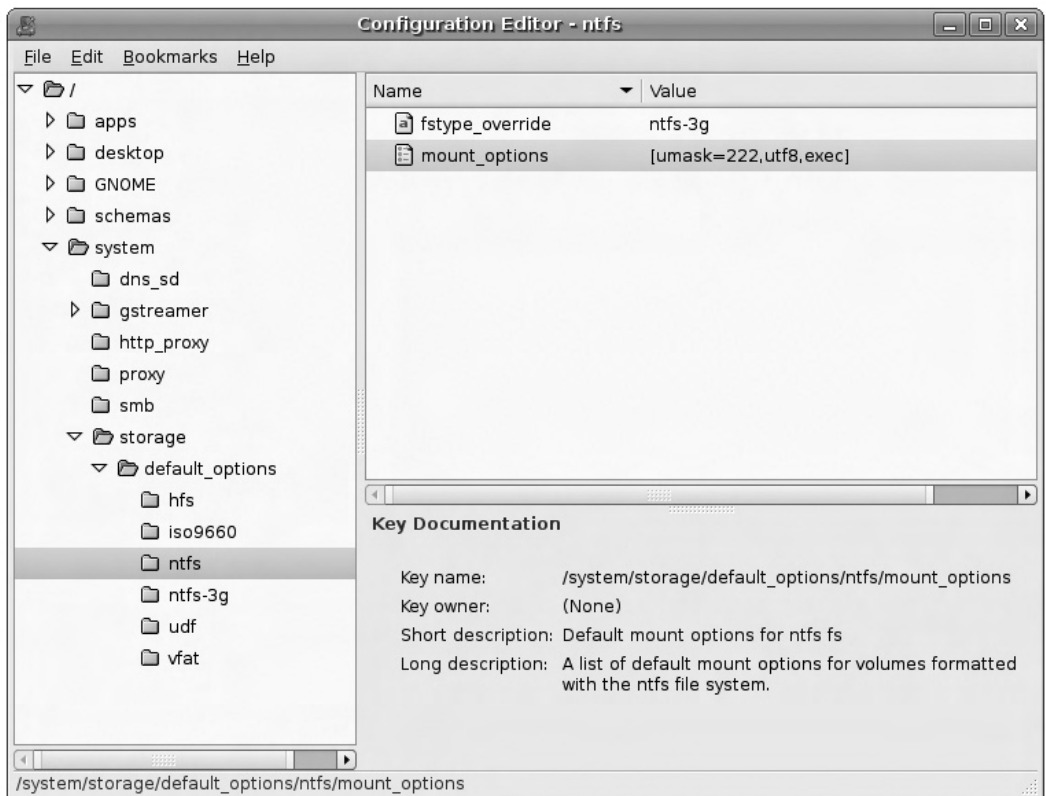 Configuration Editor - ntfs
File Edit Bookmarks Help
/
apps
desktop
GNOME
schemas
system
dns_sd
gstreamer
http_proxy
proxy
smb
storage
default_options
hfs
iso9660
ntfs
ntfs-3g
udf
vfat
Name Value
fstype_override ntfs-3g
mount_options [umask=222,utf8,exec]
Key Documentation
Key name: /system/storage/default_options/ntfs/mount_options
Key owner: (None)
Short description: Default mount options for ntfs fs
Long description: A list of default mount options for volumes formatted
with the ntfs file system.
/system/storage/default_options/ntfs/mount_options